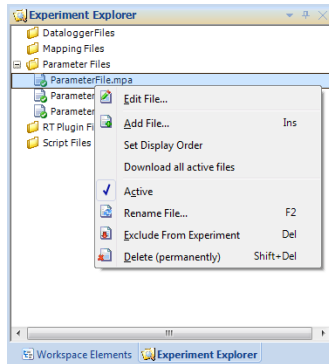 Experiment Explorer
DataloggerFiles
Mapping Files
Parameter Files
ParameterFile.mpa
Parameter
Parameter
RT Plugin Fi
Script Files
Edit File...
Add File... Ins
Set Display Order
Download all active files
Active
Rename File... F2
Exclude From Experiment Del
Delete (permanently) Shift+Del
Workspace Elements Experiment Explorer